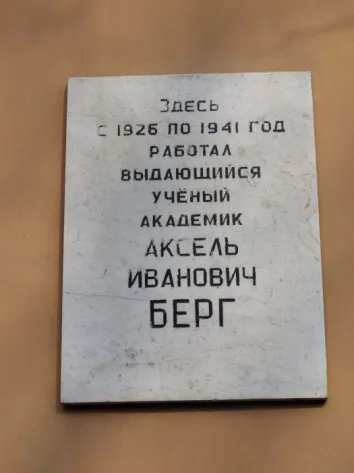 Здесь
с 1926 по 1941 год
работал
выдающийся
учёный
академик
Аксель
Иванович
Берг